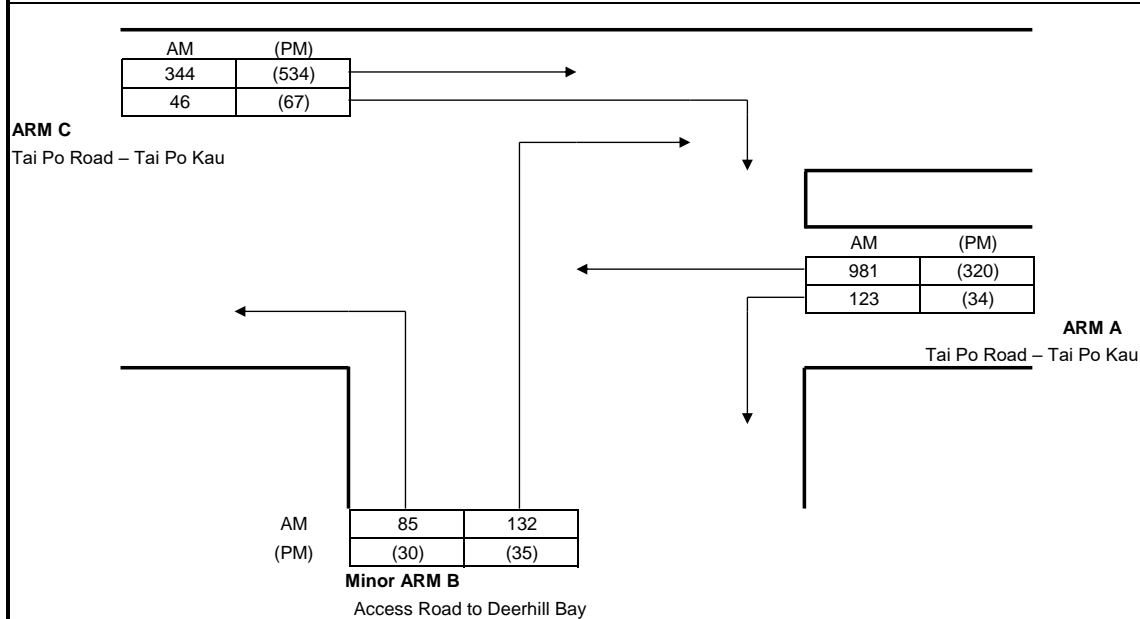 AM (PM)
344 (534)
46 (67)
ARM C
Tai Po Road – Tai Po Kau
AM (PM)
981 (320)
123 (34)
ARM A
Tai Po Road – Tai Po Kau
AM 85 132
(PM) (30) (35)
Minor ARM B
Access Road to Deerhill Bay